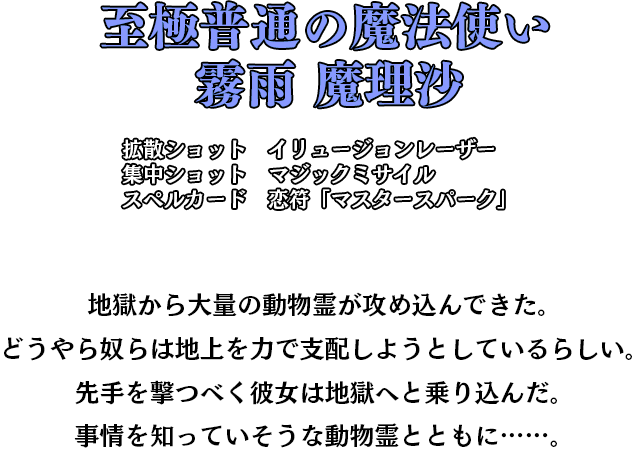 至極普通の魔法使い
霧雨 魔理沙
拡散ショット　イリュージョンレーザー
集中ショット　マジックミサイル
スペルカード　恋符「マスタースパーク」
地獄から大量の動物霊が攻め込んできた。
どうやら奴らは地上を力で支配しようとしているらしい。
先手を撃つべく彼女は地獄へと乗り込んだ。
事情を知っていそうな動物霊とともに……。